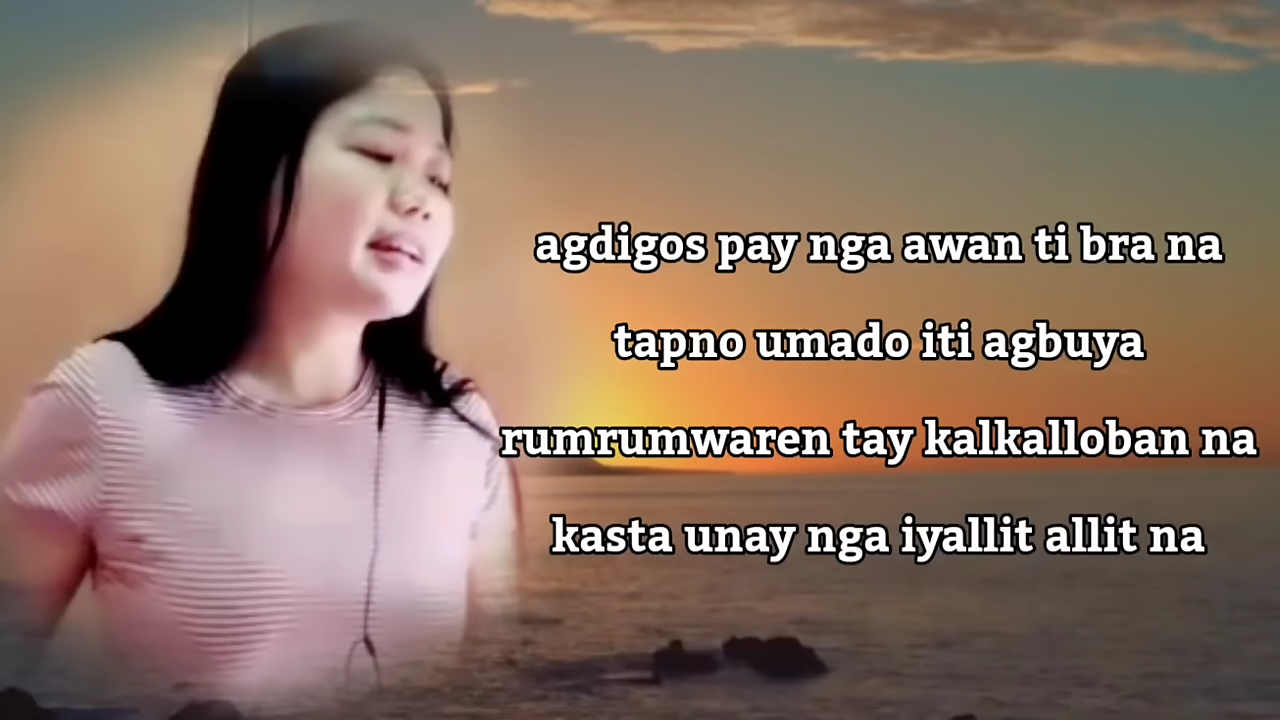 agdigos pay nga awan ti bra na
tapno umado iti agbuya
rumrumwaren tay kalkalloban na
kasta unay nga iyallit allit na